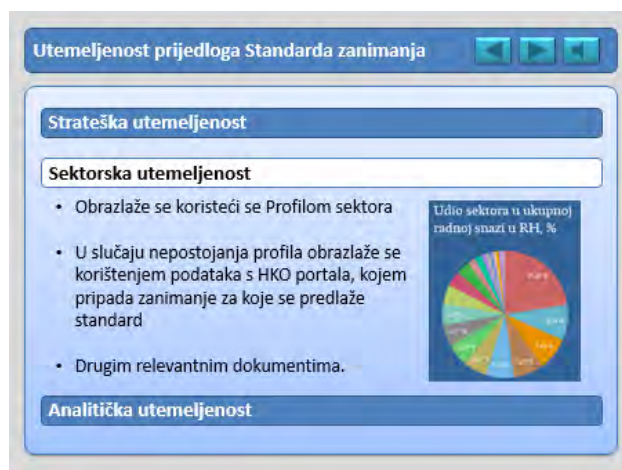 Utemeljenost prijedloga Standarda zanimanja
Strateška utemeljenost
Sektorska utemeljenost
• Obrazlaže se koristeći se Profilom sektora
• U slučaju nepostojanja profila obrazlaže se
korištenjem podataka s HKO portala, kojem
pripada zanimanje za koje se predlaže
standard
• Drugim relevantnim dokumentima.
Udio sektora u ukupnoj
radnoj snazi u RH, %
Analitička utemeljenost